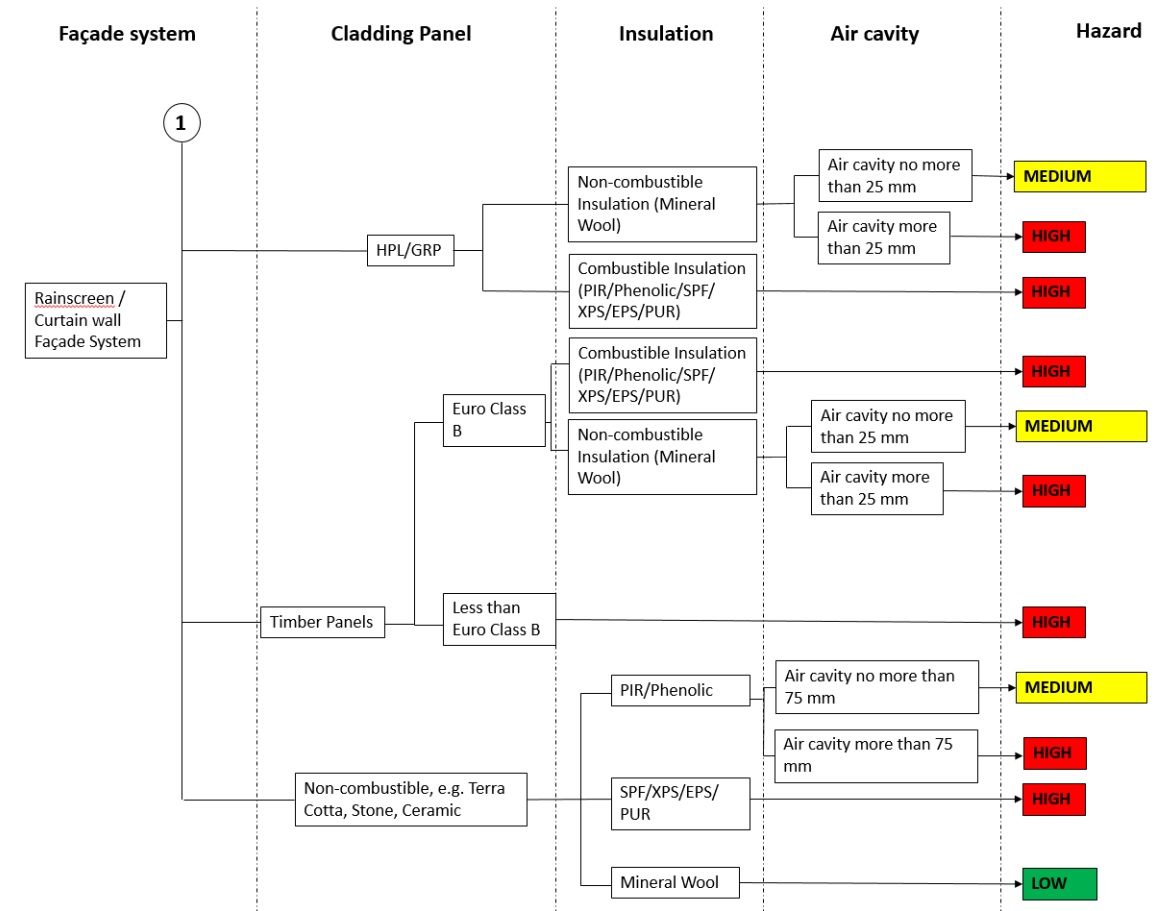 Façade system
Cladding Panel
Insulation
Air cavity
Hazard
1
Rainscreen /
Curtain wall
Façade System
HPL/GRP
Non-combustible
Insulation (Mineral
Wool)
Air cavity no more
than 25 mm
MEDIUM
Air cavity more
than 25 mm
HIGH
Combustible Insulation
(PIR/Phenolic/SPF/
XPS/EPS/PUR)
HIGH
Timber Panels
Euro Class
B
Combustible Insulation
(PIR/Phenolic/SPF/
XPS/EPS/PUR)
HIGH
Non-combustible
Insulation (Mineral
Wool)
Air cavity no more
than 25 mm
MEDIUM
Air cavity more
than 25 mm
HIGH
Less than
Euro Class B
HIGH
Non-combustible, e.g. Terra
Cotta, Stone, Ceramic
PIR/Phenolic
Air cavity no more than
75 mm
MEDIUM
Air cavity more than 75
mm
HIGH
SPF/XPS/EPS/
PUR
HIGH
Mineral Wool
LOW